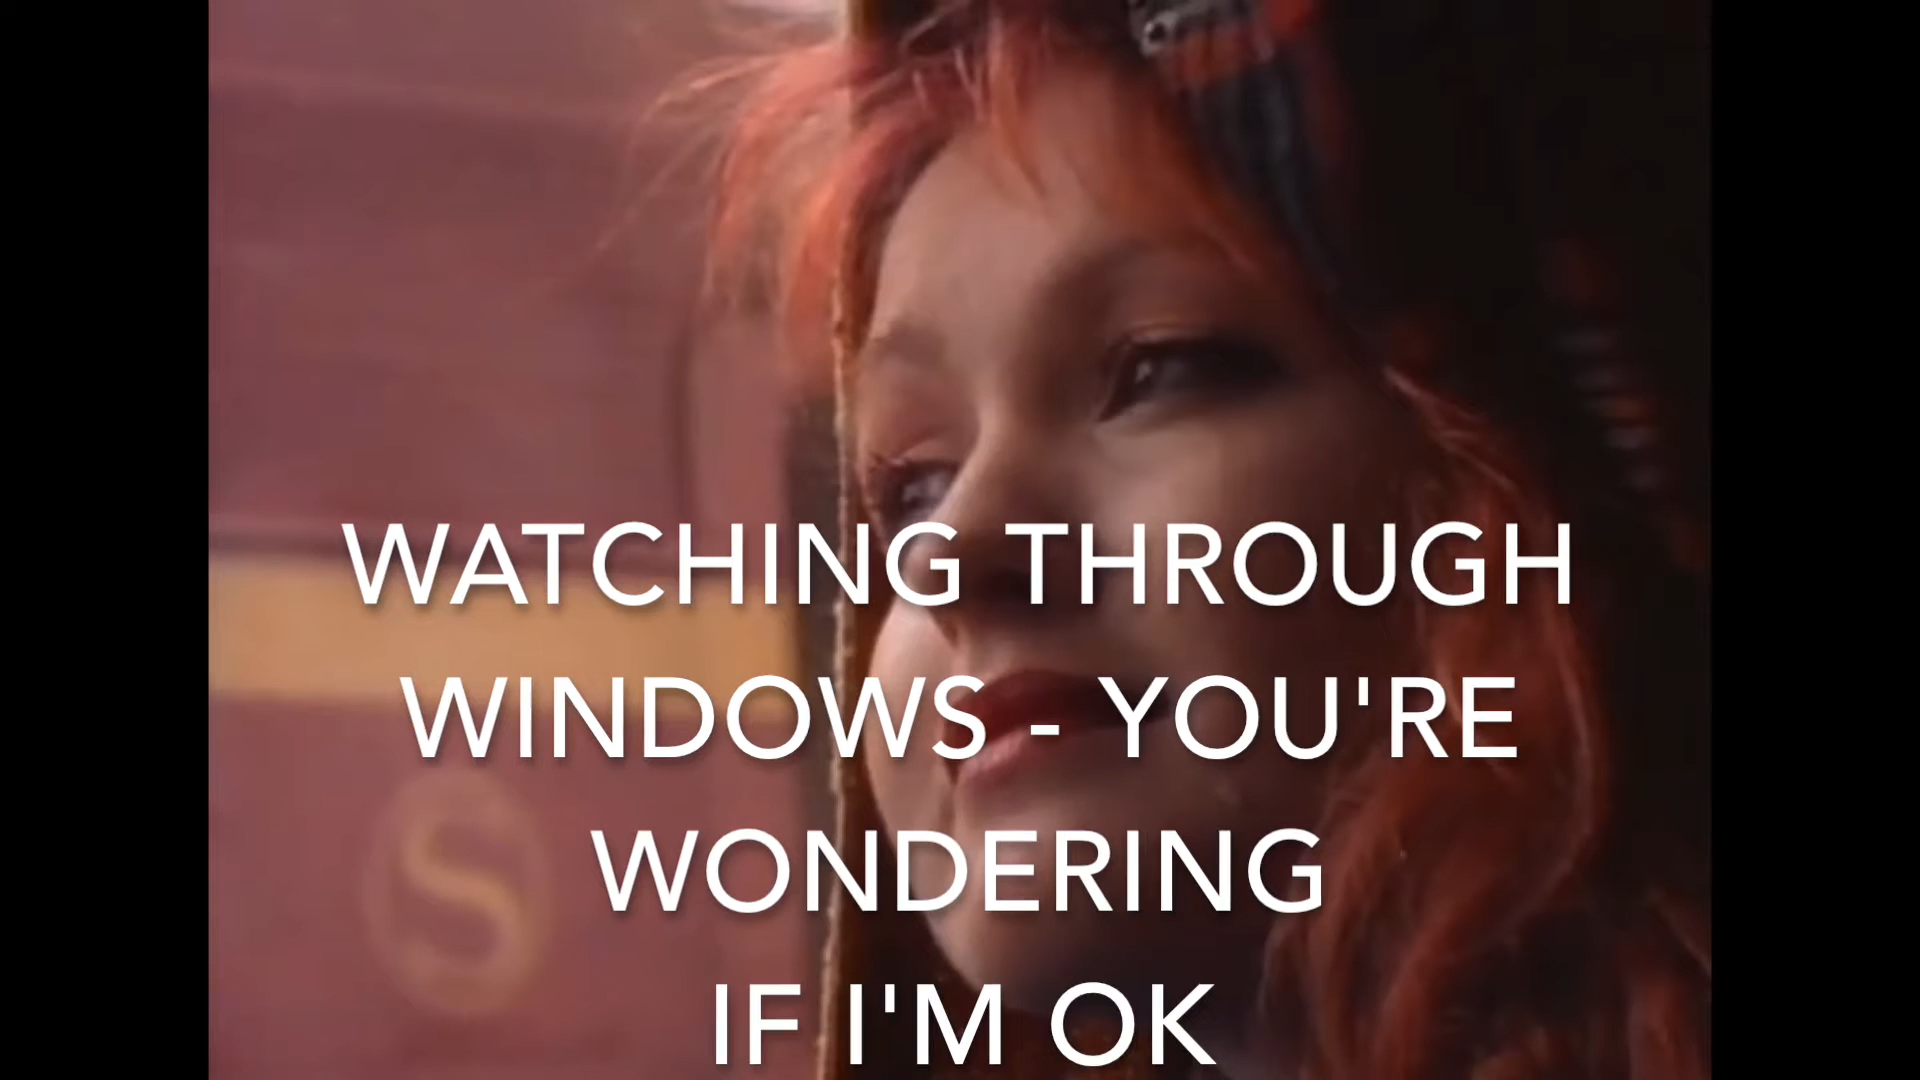 WATCHING THROUGH
WINDOWS - YOU'RE
WONDERING
IF I'M OK
S